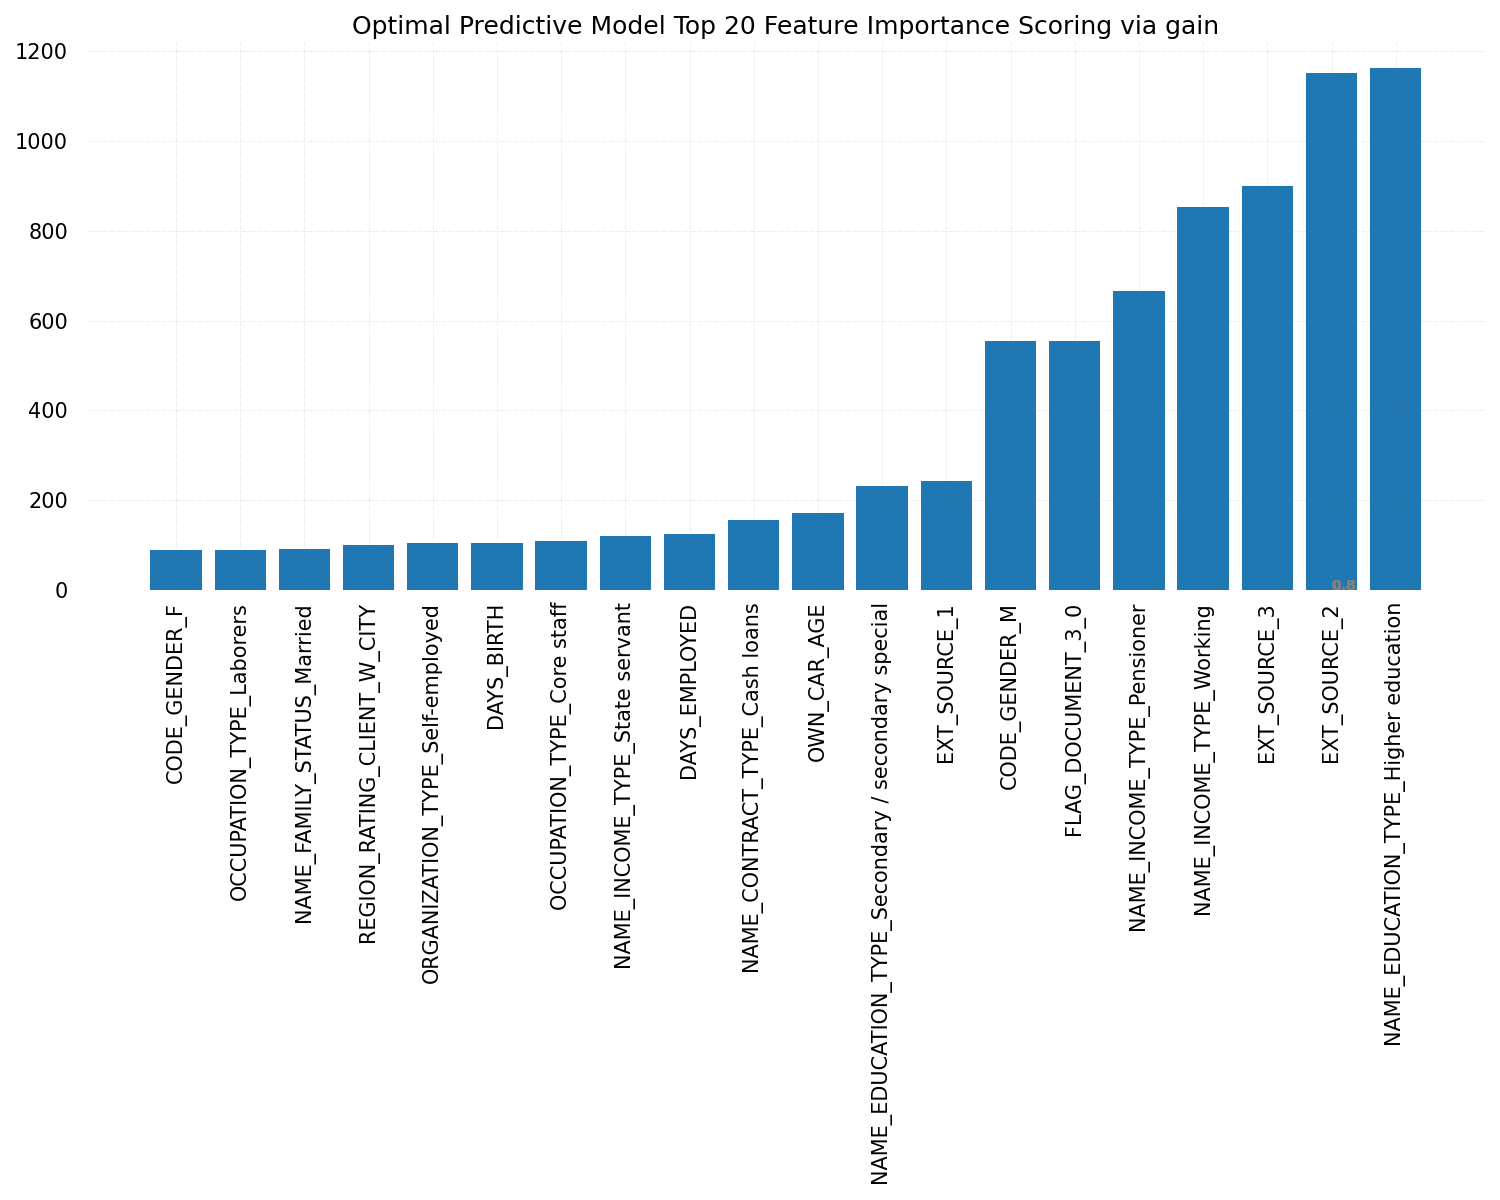 Optimal Predictive Model Top 20 Feature Importance Scoring via gain
1200
1000
800
600
400
200
0
0.8
CODE_GENDER_F
OCCUPATION_TYPE_Laborers
NAME_FAMILY_STATUS_Married
REGION_RATING_CLIENT_W_CITY
ORGANIZATION_TYPE_Self-employed
DAYS_BIRTH
OCCUPATION_TYPE_Core staff
NAME_INCOME_TYPE_State servant
DAYS_EMPLOYED
NAME_CONTRACT_TYPE_Cash loans
OWN_CAR_AGE
NAME_EDUCATION_TYPE_Secondary / secondary special
EXT_SOURCE_1
CODE_GENDER_M
FLAG_DOCUMENT_3_0
NAME_INCOME_TYPE_Pensioner
NAME_INCOME_TYPE_Working
EXT_SOURCE_3
EXT_SOURCE_2
NAME_EDUCATION_TYPE_Higher education